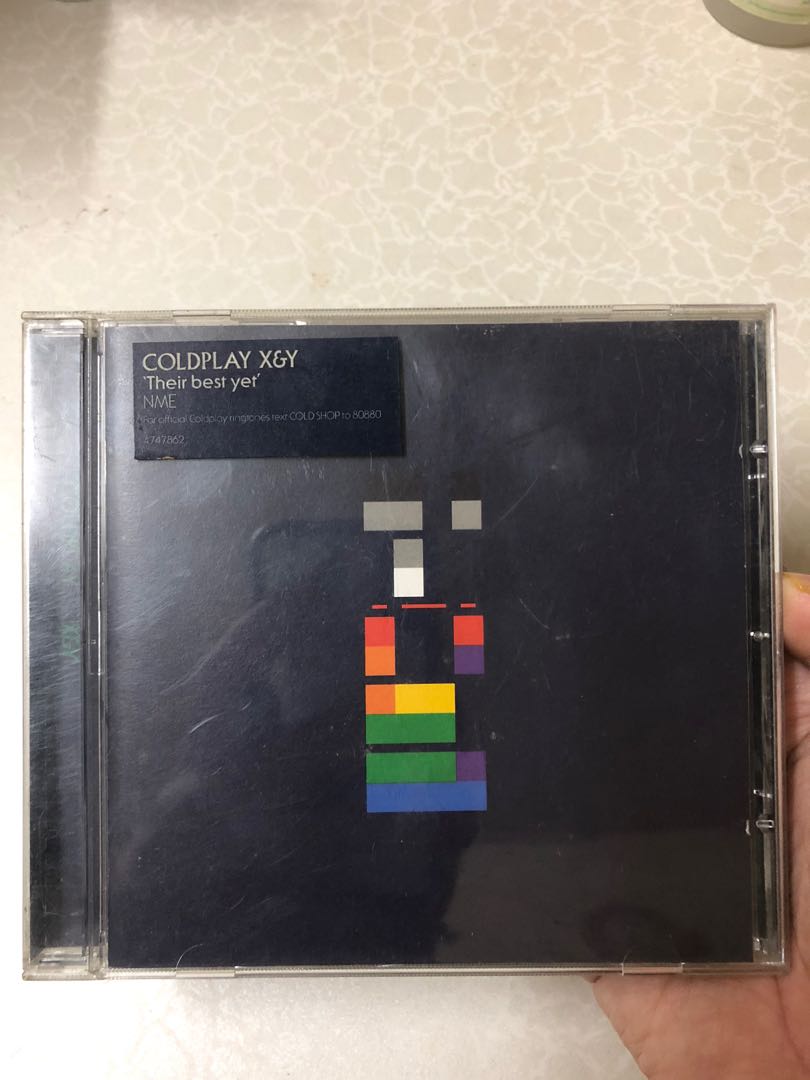 COLDPLAY X&Y
'Their best yet'
NME
For official Coldplay ringtones text COLD SHOP to 80880
4747862